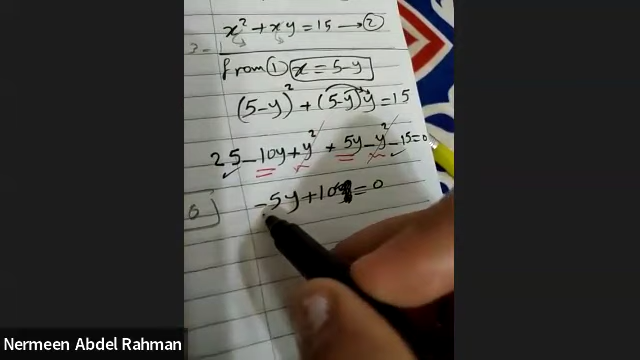 x² + xy = 15 → ②
from ① x = 5-y
(5-y)² + (5-y)y = 15
25 - 10y + y² + 5y - y² - 15 = 0
-5y + 10 = 0
6
Nermeen Abdel Rahman